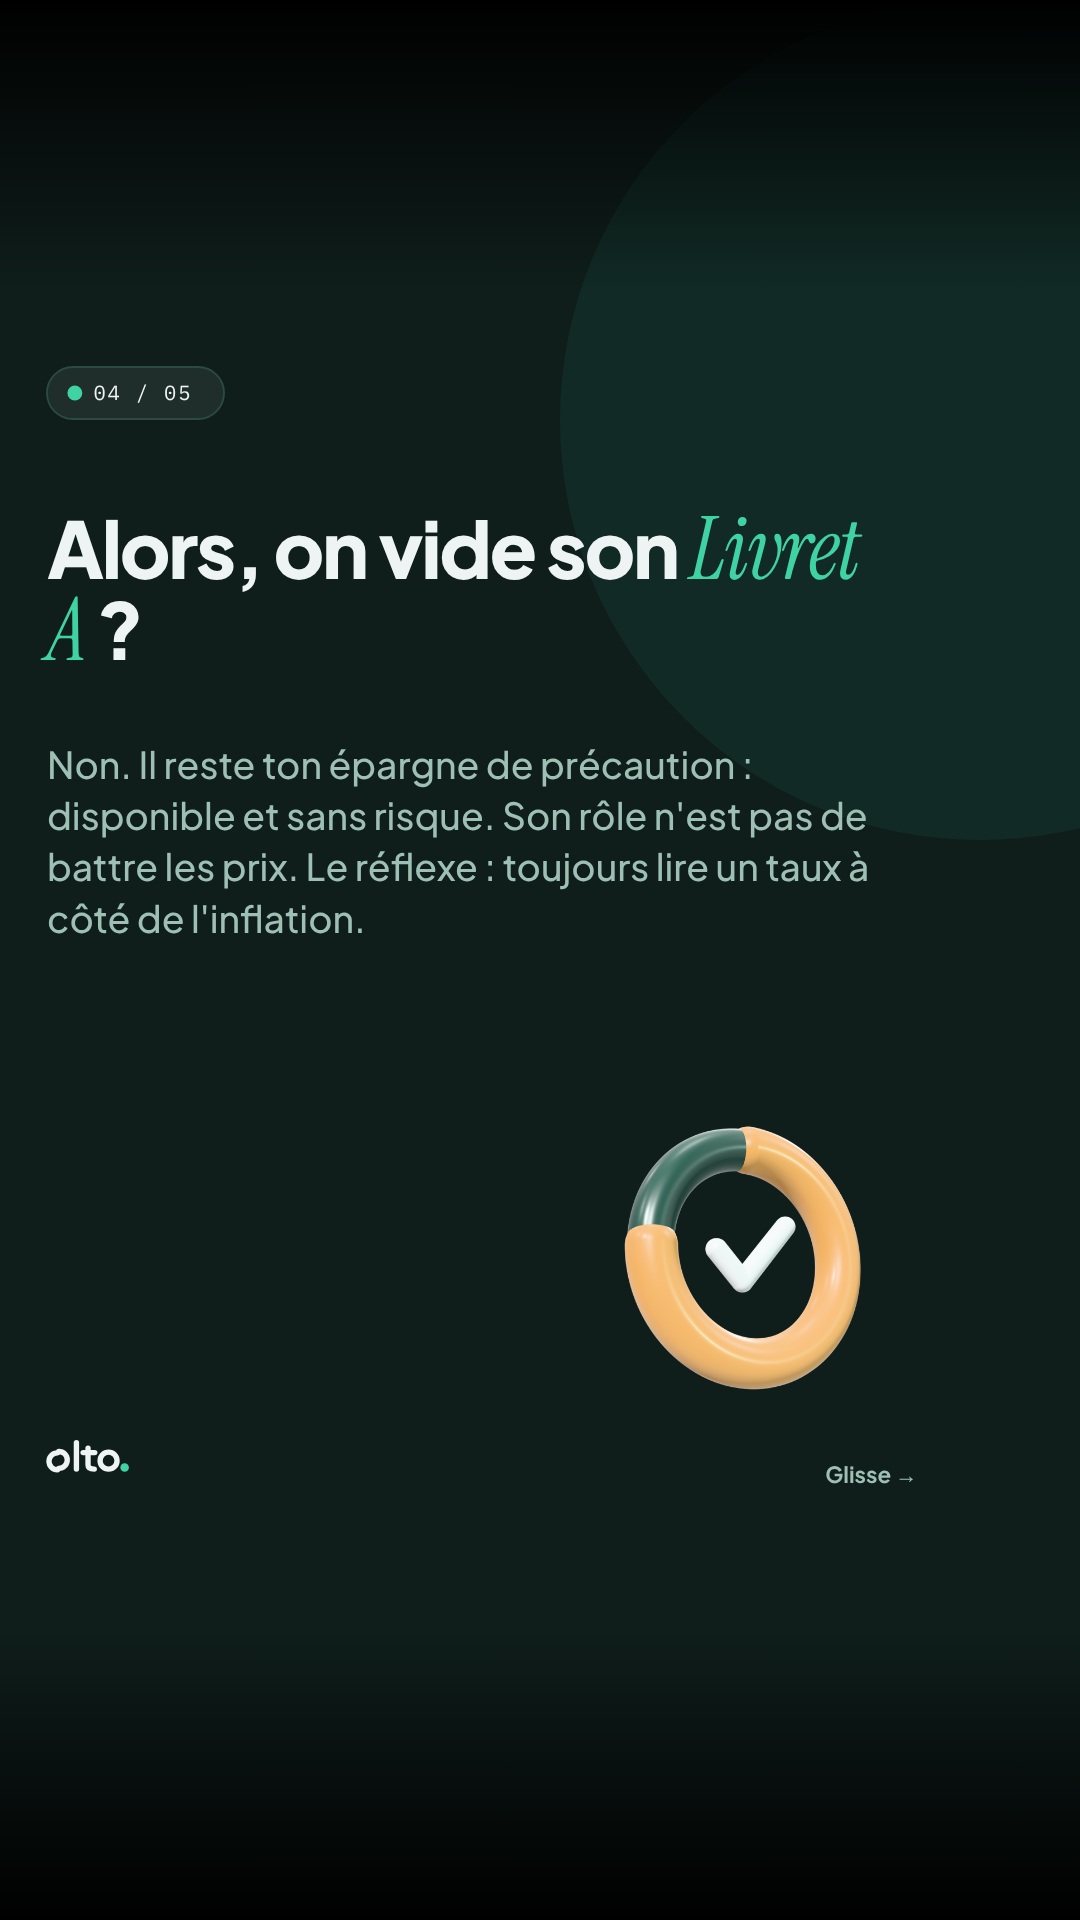 04 / 05
Alors, on vide son Livret
A ?
Non. Il reste ton épargne de précaution :
disponible et sans risque. Son rôle n'est pas de
battre les prix. Le réflexe : toujours lire un taux à
côté de l'inflation.
olto.
Glisse →